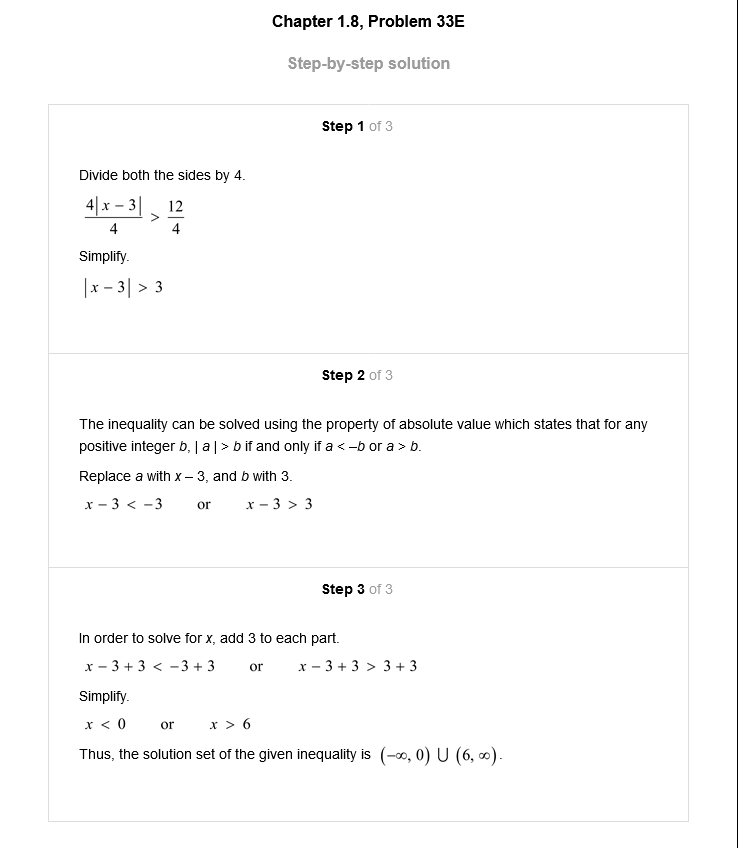 Chapter 1.8, Problem 33E
Step-by-step solution
Step 1 of 3
Divide both the sides by 4.
4|x − 3| / 4 > 12 / 4
Simplify.
|x − 3| > 3
Step 2 of 3
The inequality can be solved using the property of absolute value which states that for any
positive integer b, | a | > b if and only if a < –b or a > b.
Replace a with x – 3, and b with 3.
x − 3 < −3 or x − 3 > 3
Step 3 of 3
In order to solve for x, add 3 to each part.
x − 3 + 3 < −3 + 3 or x − 3 + 3 > 3 + 3
Simplify.
x < 0 or x > 6
Thus, the solution set of the given inequality is (−∞, 0) ∪ (6, ∞).